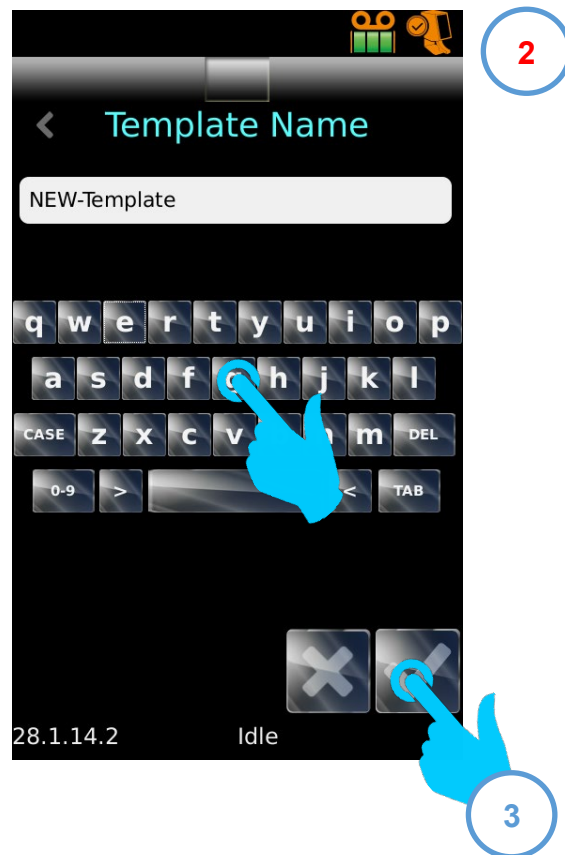 2
Template Name
NEW-Template
q w e r t y u i o p
a s d f g h j k l
CASE z x c v n m DEL
0-9 > < TAB
28.1.14.2 Idle
3